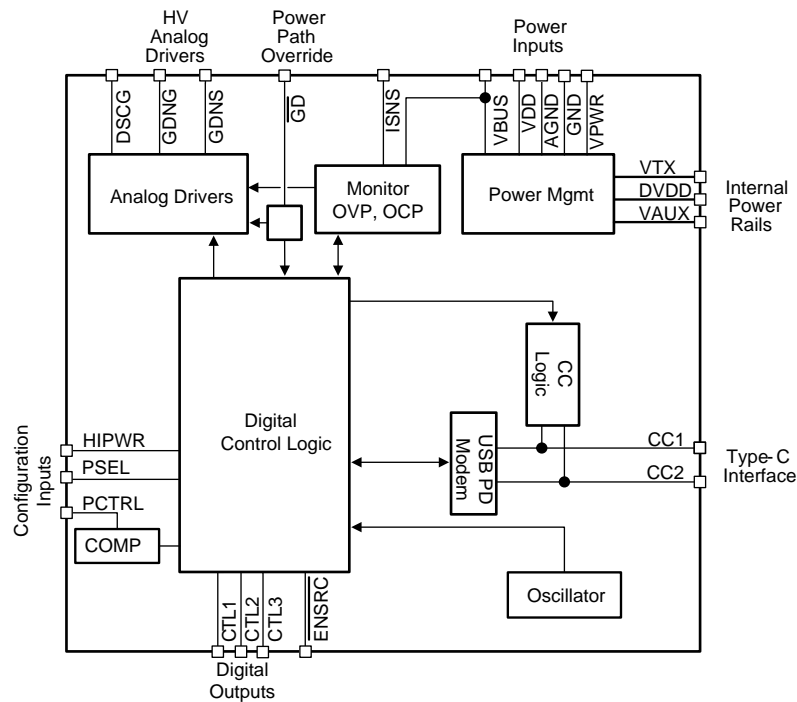 HV
Analog
Drivers
Power
Path
Override
Power
Inputs
DSCG
GDNG
GDNS
GD
ISNS
VBUS
VDD
AGND
GND
VPWR
Analog Drivers
Monitor
OVP, OCP
Power Mgmt
VTX
DVDD
VAUX
Internal
Power
Rails
CC
Logic
Digital
Control Logic
Configuration
Inputs
HIPWR
PSEL
PCTRL
COMP
USB PD
Modem
CC1
CC2
Type-C
Interface
Oscillator
CTL1
CTL2
CTL3
ENSRC
Digital
Outputs